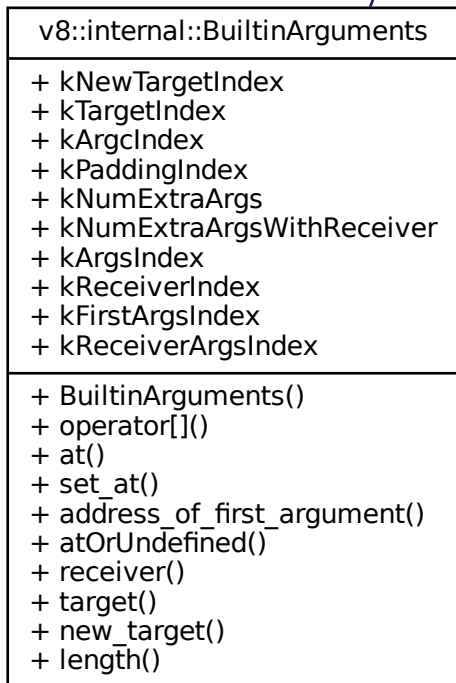 v8::internal::BuiltinArguments
+ kNewTargetIndex
+ kTargetIndex
+ kArgcIndex
+ kPaddingIndex
+ kNumExtraArgs
+ kNumExtraArgsWithReceiver
+ kArgsIndex
+ kReceiverIndex
+ kFirstArgsIndex
+ kReceiverArgsIndex
+ BuiltinArguments()
+ operator[]()
+ at()
+ set_at()
+ address_of_first_argument()
+ atOrUndefined()
+ receiver()
+ target()
+ new_target()
+ length()